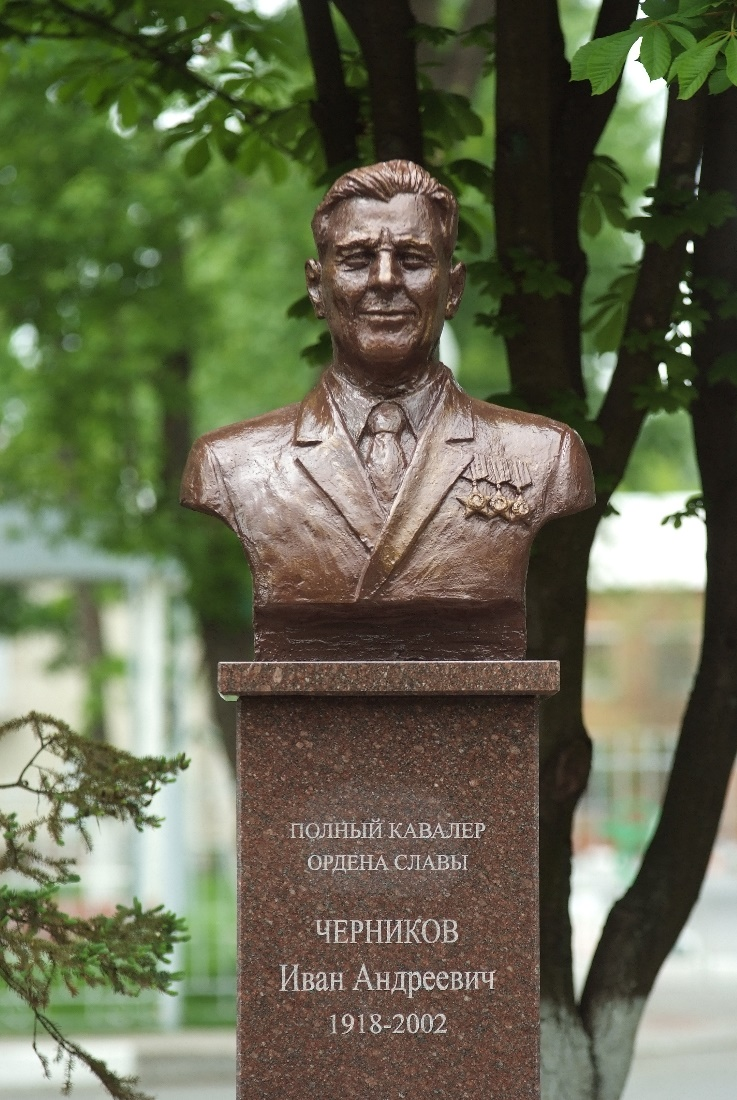 ПОЛНЫЙ КАВАЛЕР
ОРДЕНА СЛАВЫ
ЧЕРНИКОВ
Иван Андреевич
1918-2002